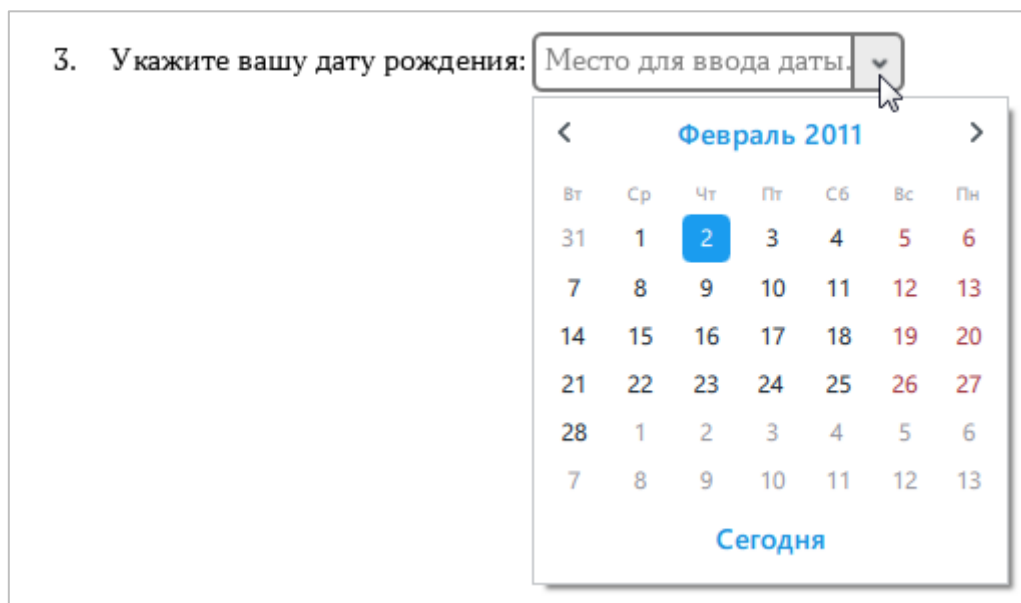 3. Укажите вашу дату рождения: Место для ввода даты.
Февраль 2011
Вт Ср Чт Пт Сб Вс Пн
31 1 2 3 4 5 6
7 8 9 10 11 12 13
14 15 16 17 18 19 20
21 22 23 24 25 26 27
28 1 2 3 4 5 6
7 8 9 10 11 12 13
Сегодня